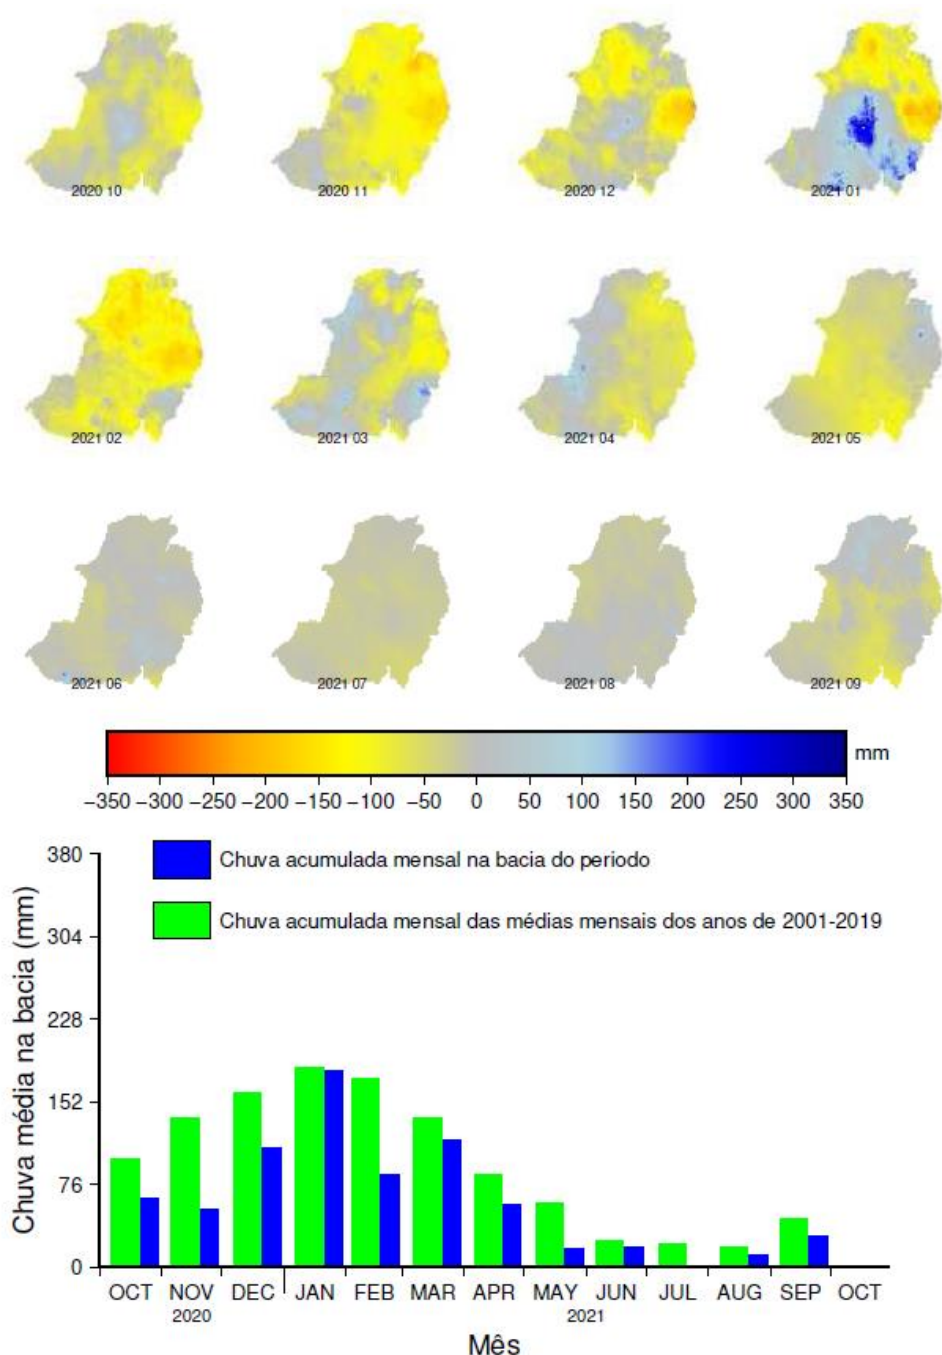 2020 10
2020 11
2020 12
2021 01
2021 02
2021 03
2021 04
2021 05
2021 06
2021 07
2021 08
2021 09
mm
−350 −300 −250 −200 −150 −100 −50 0 50 100 150 200 250 300 350
Chuva média na bacia (mm)
380
304
228
152
76
0
Chuva acumulada mensal na bacia do periodo
Chuva acumulada mensal das médias mensais dos anos de 2001-2019
OCT NOV DEC JAN FEB MAR APR MAY JUN JUL AUG SEP OCT
2020 2021
Mês